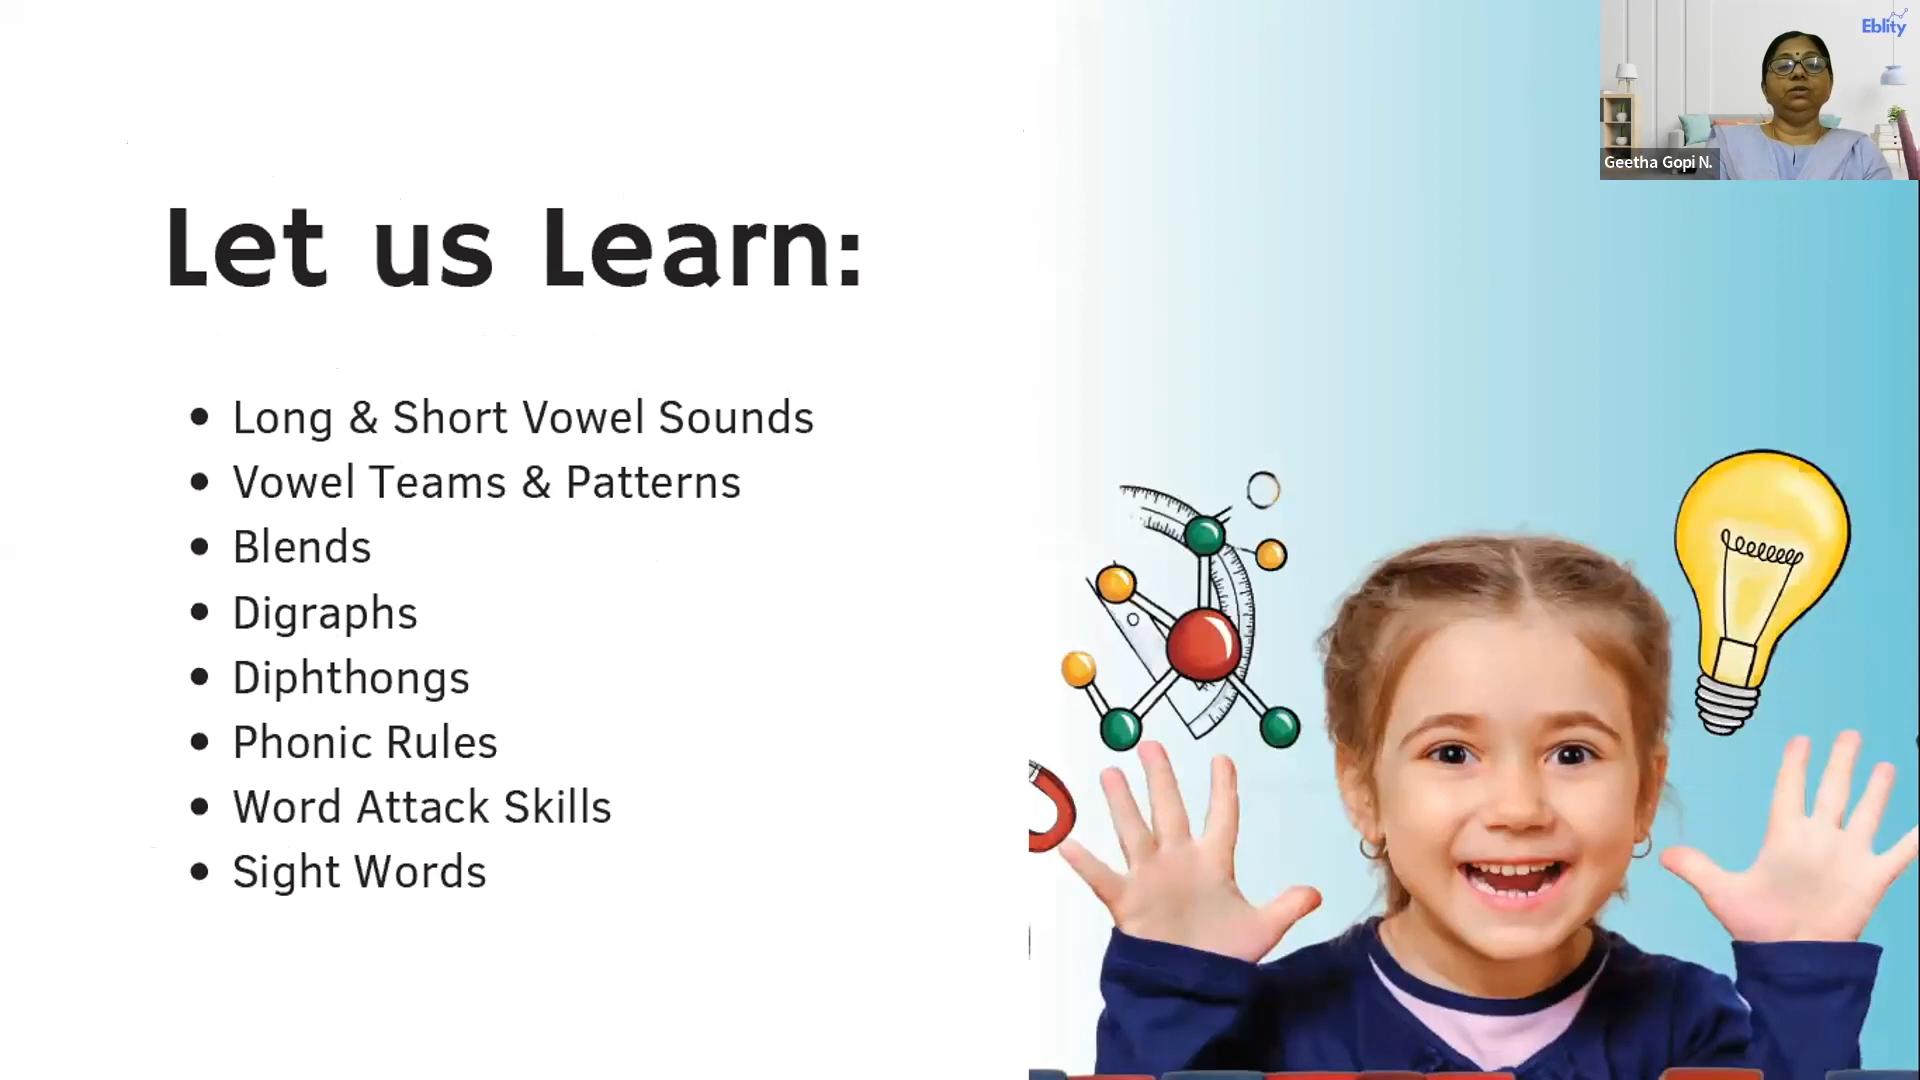 Eblity
Geetha Gopi N.
Let us Learn:
• Long & Short Vowel Sounds
• Vowel Teams & Patterns
• Blends
• Digraphs
• Diphthongs
• Phonic Rules
• Word Attack Skills
• Sight Words